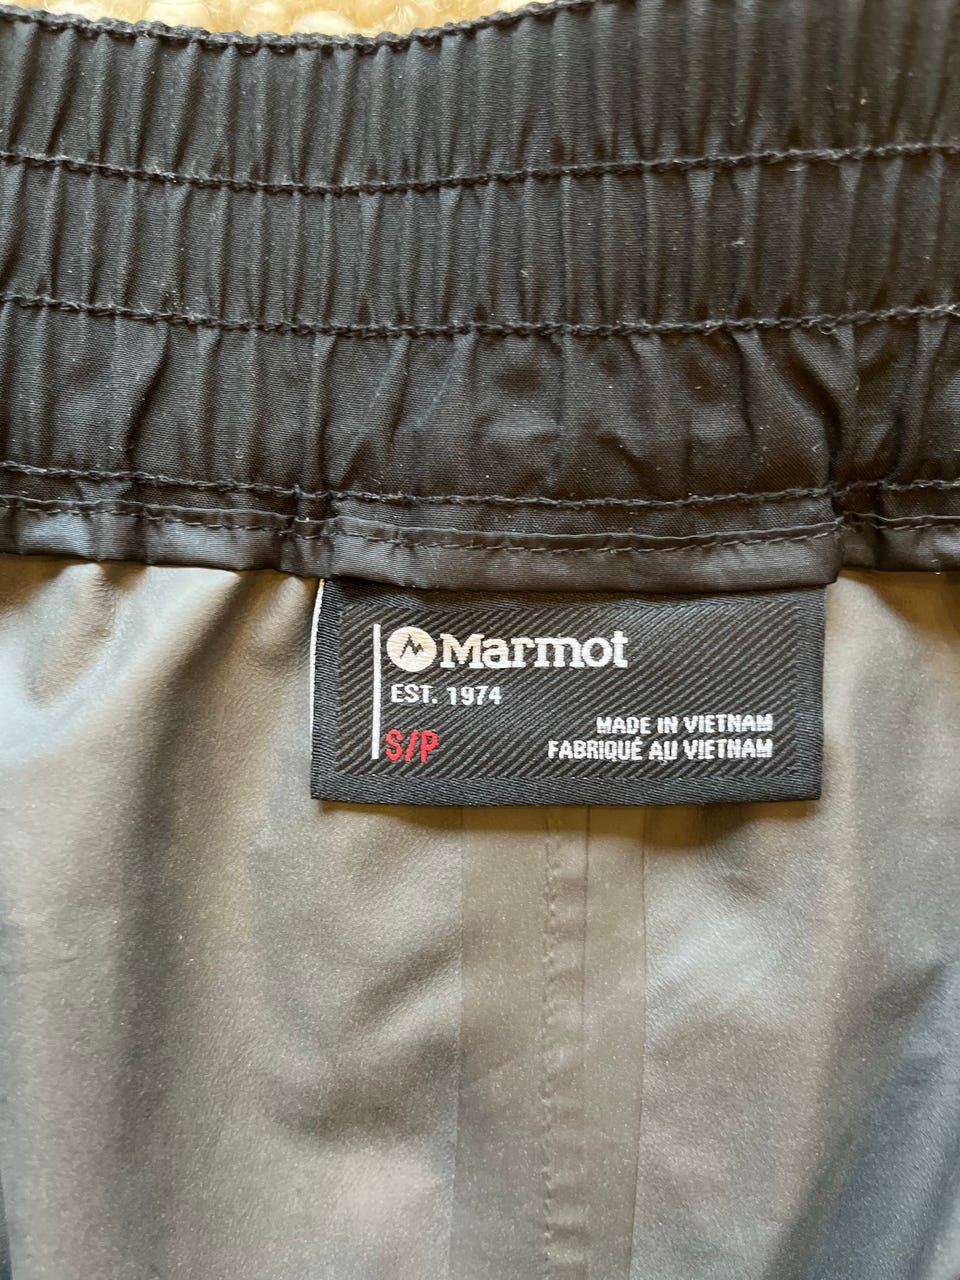 Marmot
EST. 1974
S/P
MADE IN VIETNAM
FABRIQUÉ AU VIETNAM